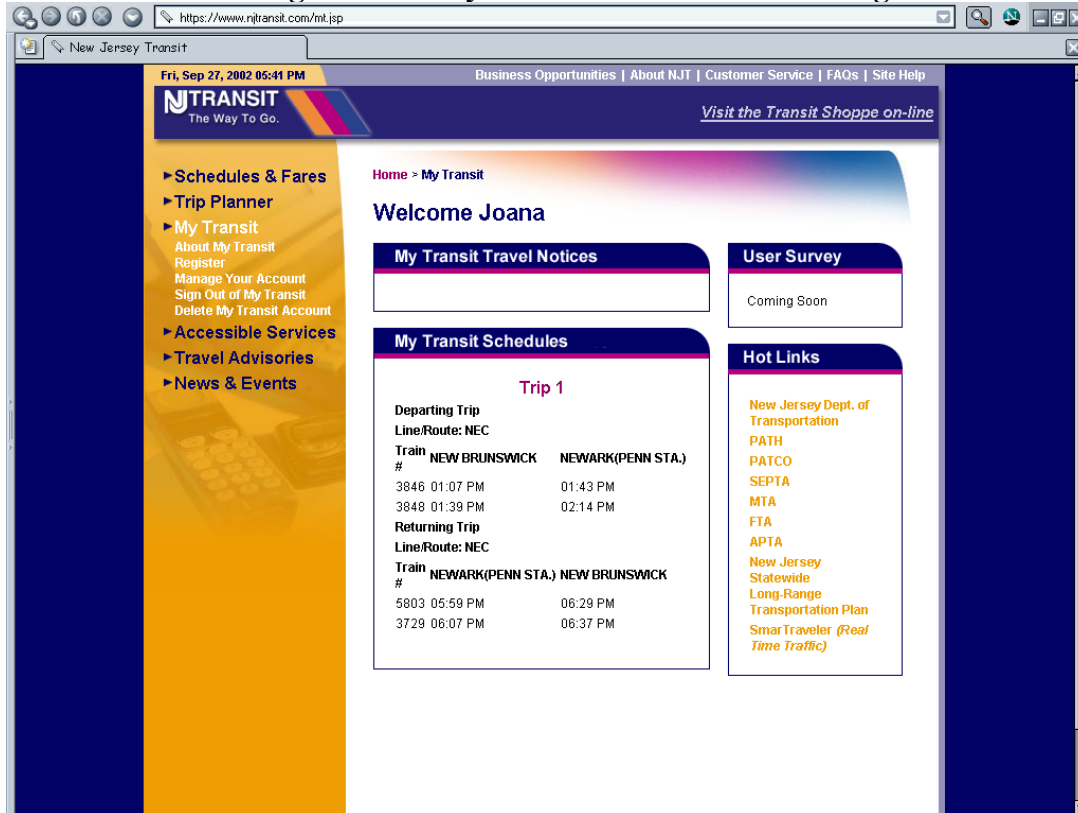 https://www.njtransit.com/mt.jsp
New Jersey Transit
Fri, Sep 27, 2002 05:41 PM
Business Opportunities | About NJT | Customer Service | FAQs | Site Help
NJTRANSIT
The Way To Go.
Visit the Transit Shoppe on-line
Schedules & Fares
Trip Planner
My Transit
About My Transit
Register
Manage Your Account
Sign Out of My Transit
Delete My Transit Account
Accessible Services
Travel Advisories
News & Events
Home > My Transit
Welcome Joana
My Transit Travel Notices
My Transit Schedules
Trip 1
Departing Trip
Line/Route: NEC
Train # NEW BRUNSWICK NEWARK(PENN STA.)
3846 01:07 PM 01:43 PM
3848 01:39 PM 02:14 PM
Returning Trip
Line/Route: NEC
Train # NEWARK(PENN STA.) NEW BRUNSWICK
5803 05:59 PM 06:29 PM
3729 06:07 PM 06:37 PM
User Survey
Coming Soon
Hot Links
New Jersey Dept. of
Transportation
PATH
PATCO
SEPTA
MTA
FTA
APTA
New Jersey
Statewide
Long-Range
Transportation Plan
SmarTraveler (Real
Time Traffic)